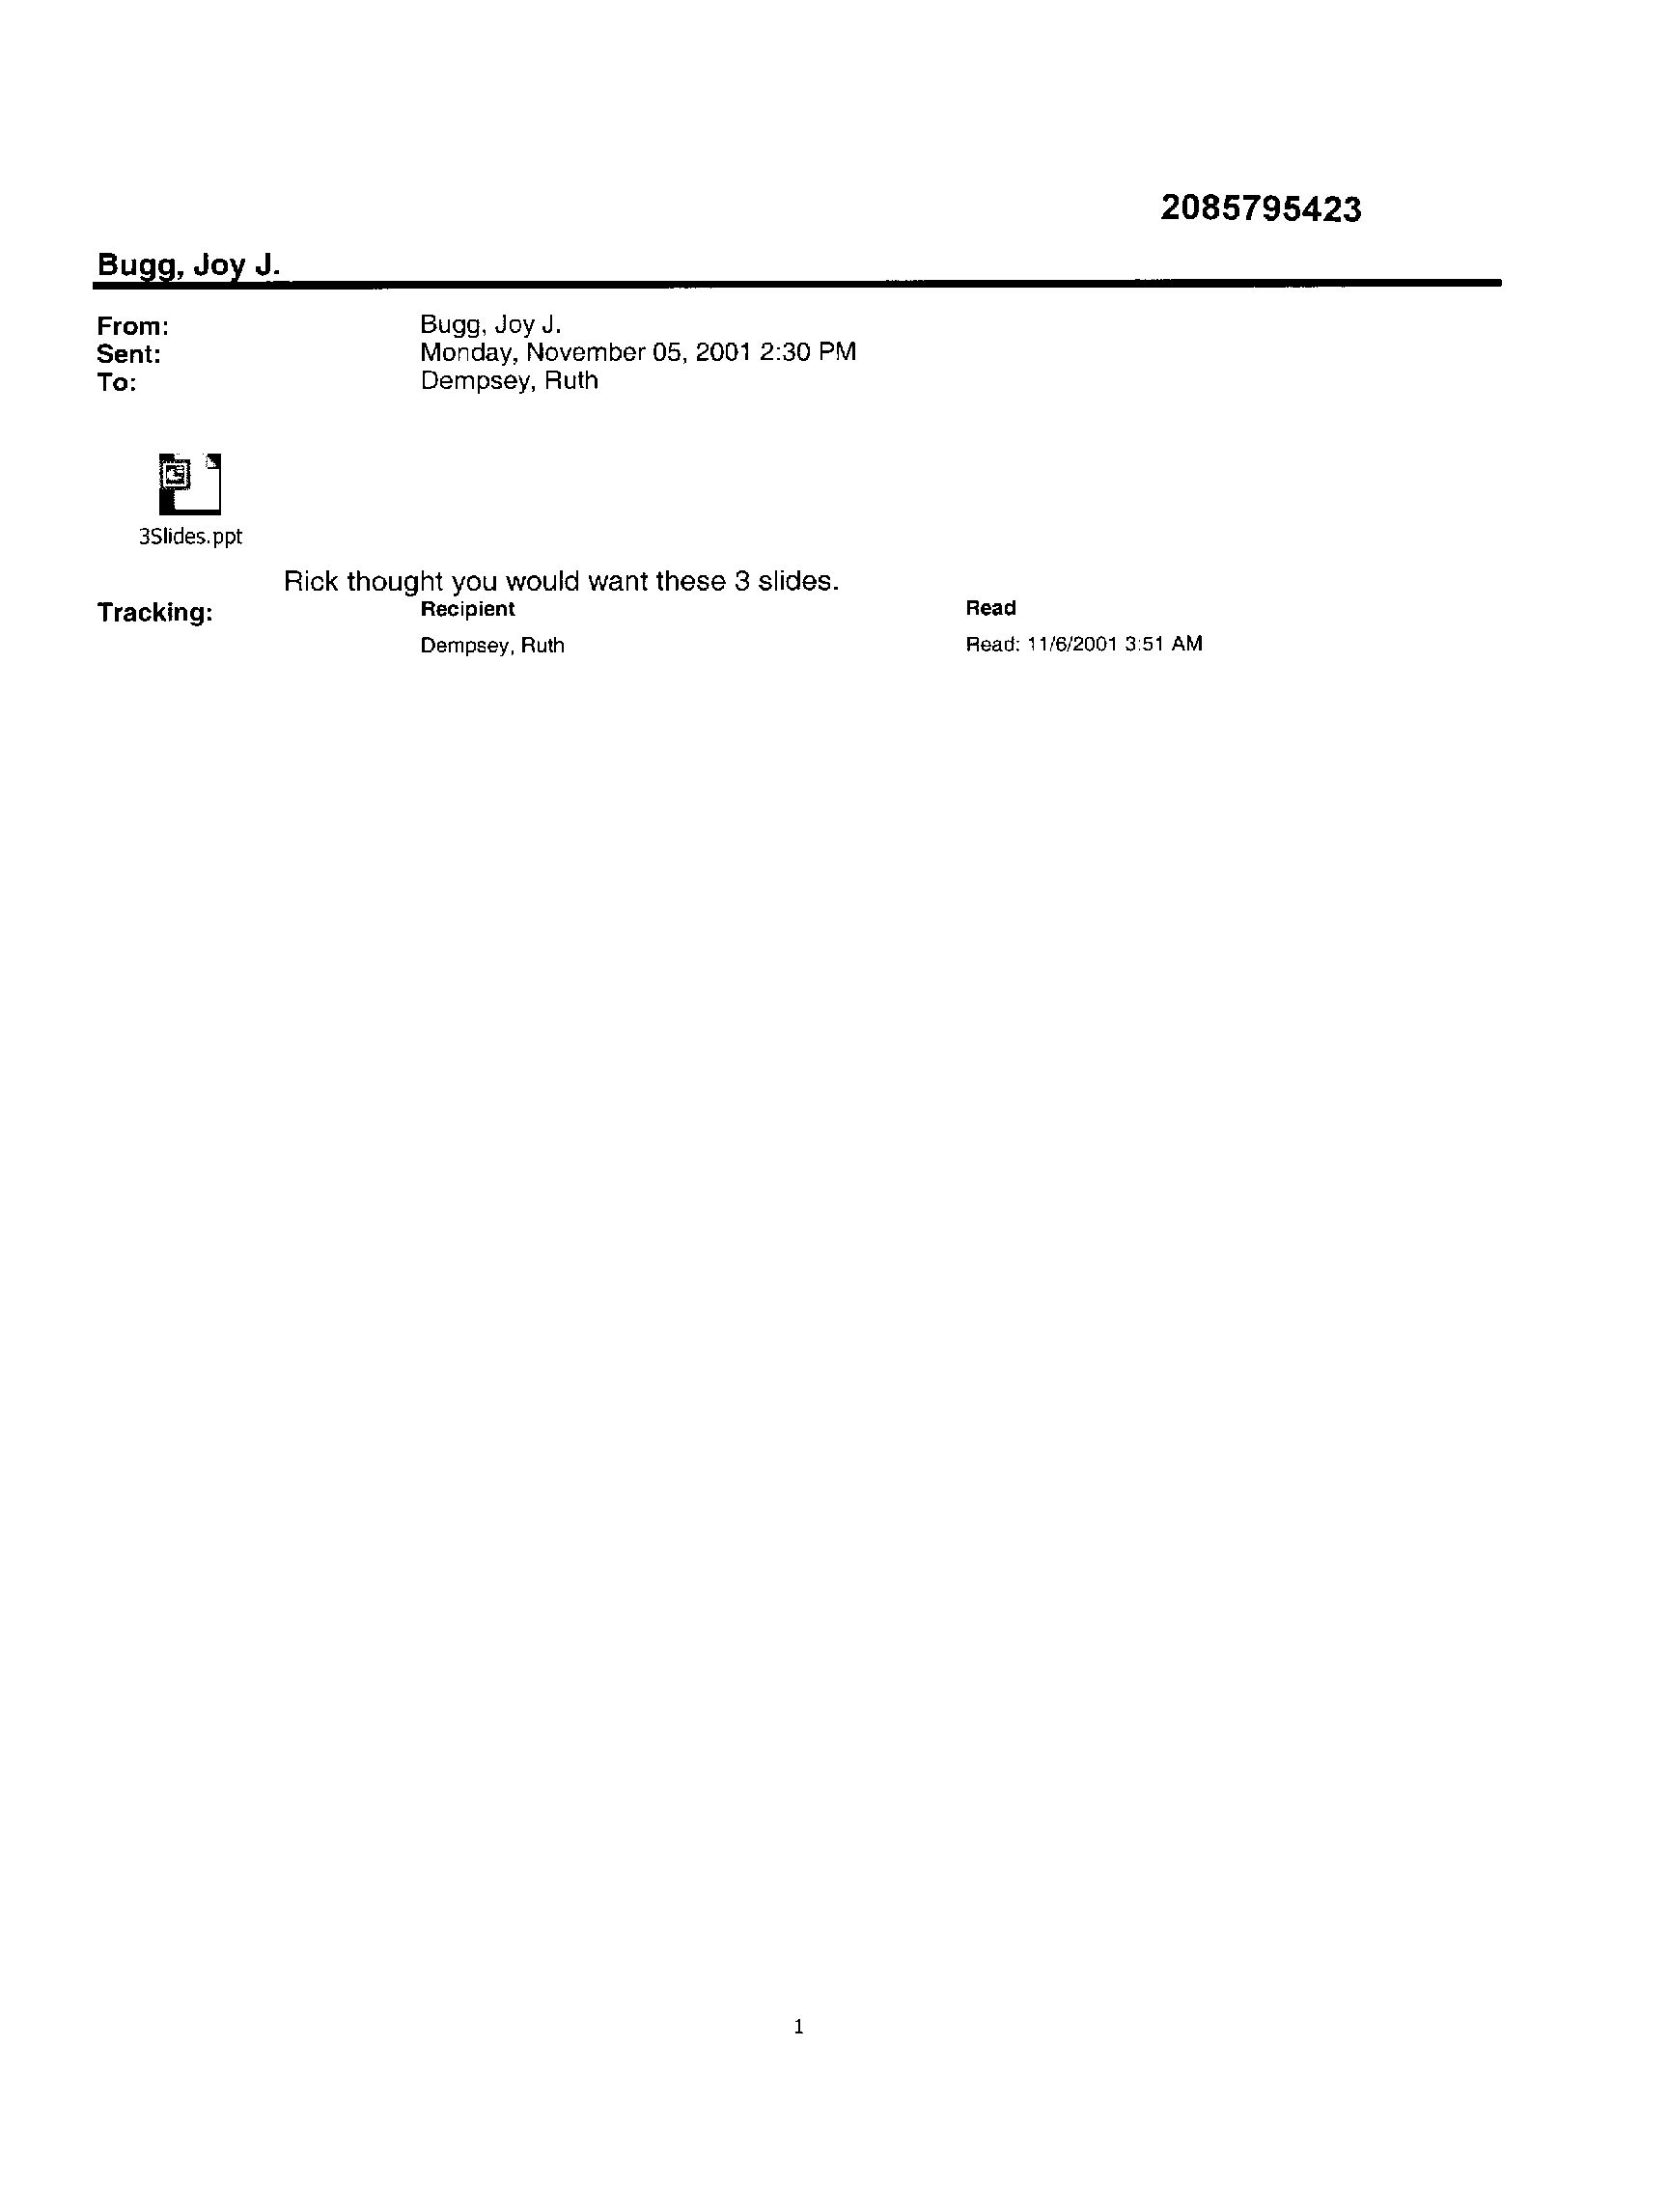 2085795423
Bugg, Joy J.
From: Bugg, Joy J.
Sent: Monday, November 05, 2001 2:30 PM
To: Dempsey, Ruth
3Slides.ppt
Rick thought you would want these 3 slides.
Tracking: Recipient Read
Dempsey, Ruth Read: 11/6/2001 3:51 AM
1